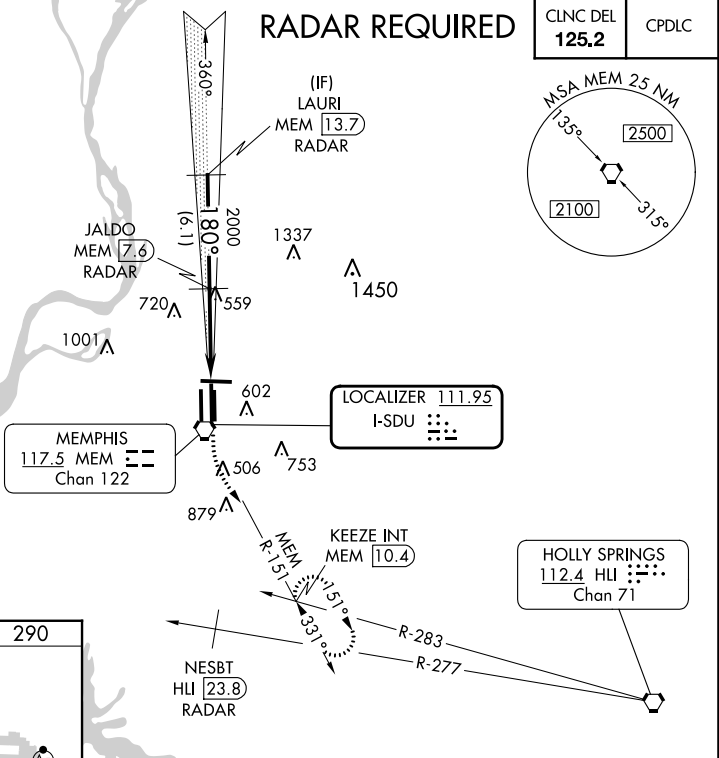 RADAR REQUIRED
CLNC DEL
125.2
CPDLC
MSA MEM 25 NM
135°
2500
2100
315°
360°
(IF)
LAURI
MEM 13.7
RADAR
2000
180°
(6.1)
JALDO
MEM 7.6
RADAR
1337
1450
720
559
1001
602
LOCALIZER 111.95
I-SDU
MEMPHIS
117.5 MEM
Chan 122
506
753
879
MEM
R-151
KEEZE INT
MEM 10.4
151°
331°
HOLLY SPRINGS
112.4 HLI
Chan 71
R-283
R-277
NESBT
HLI 23.8
RADAR
290